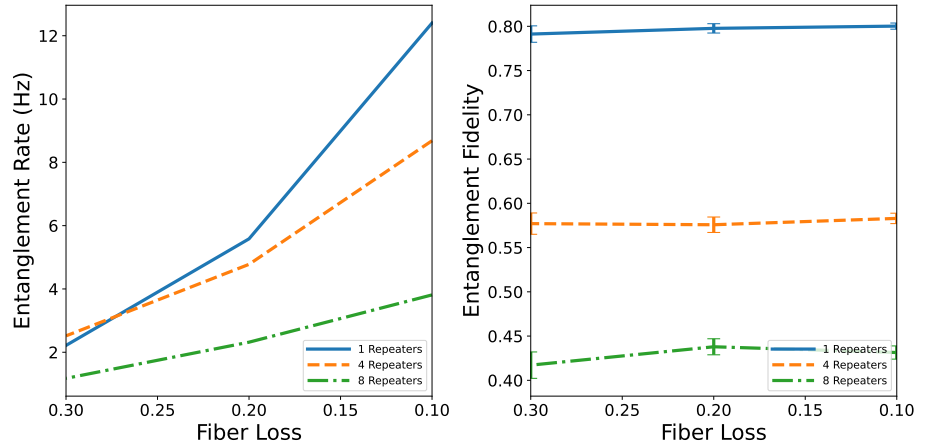 Entanglement Rate (Hz)
12
10
8
6
4
2
0.30 0.25 0.20 0.15 0.10
Fiber Loss
1 Repeaters
4 Repeaters
8 Repeaters
Entanglement Fidelity
0.80
0.75
0.70
0.65
0.60
0.55
0.50
0.45
0.40
0.30 0.25 0.20 0.15 0.10
Fiber Loss
1 Repeaters
4 Repeaters
8 Repeaters